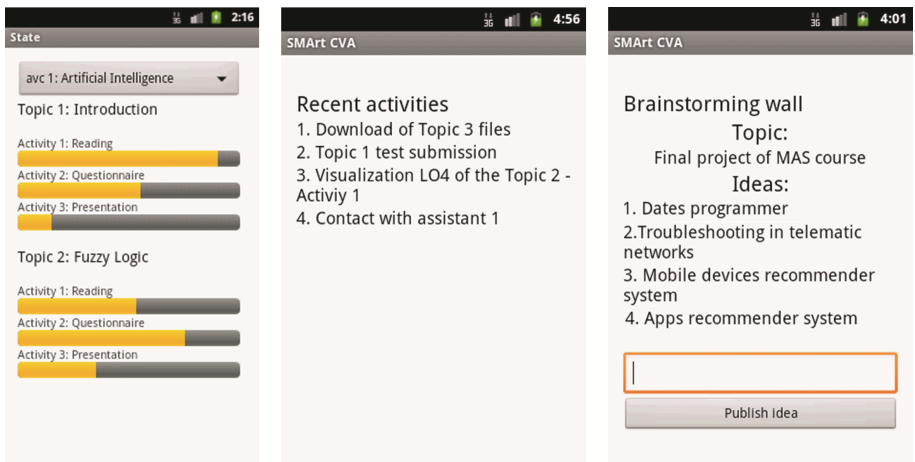 3G 2:16
State
avc 1: Artificial Intelligence
Topic 1: Introduction
Activity 1: Reading
Activity 2: Questionnaire
Activity 3: Presentation
Topic 2: Fuzzy Logic
Activity 1: Reading
Activity 2: Questionnaire
Activity 3: Presentation
3G 4:56
SMArt CVA
Recent activities
1. Download of Topic 3 files
2. Topic 1 test submission
3. Visualization LO4 of the Topic 2 -
Activiy 1
4. Contact with assistant 1
3G 4:01
SMArt CVA
Brainstorming wall
Topic:
Final project of MAS course
Ideas:
1. Dates programmer
2.Troubleshooting in telematic
networks
3. Mobile devices recommender
system
4. Apps recommender system
Publish idea